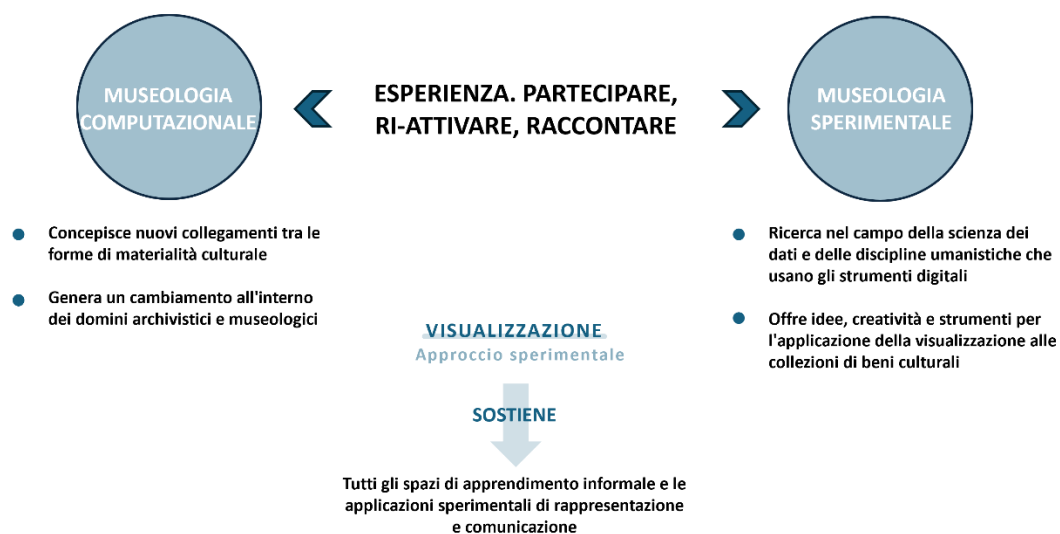 MUSEOLOGIA
COMPUTAZIONALE
ESPERIENZA. PARTECIPARE,
RI-ATTIVARE, RACCONTARE
MUSEOLOGIA
SPERIMENTALE
Concepisce nuovi collegamenti tra le
forme di materialità culturale
Genera un cambiamento all'interno
dei domini archivistici e museologici
Ricerca nel campo della scienza dei
dati e delle discipline umanistiche che
usano gli strumenti digitali
Offre idee, creatività e strumenti per
l'applicazione della visualizzazione alle
collezioni di beni culturali
VISUALIZZAZIONE
Approccio sperimentale
SOSTIENE
Tutti gli spazi di apprendimento informale e le
applicazioni sperimentali di rappresentazione
e comunicazione